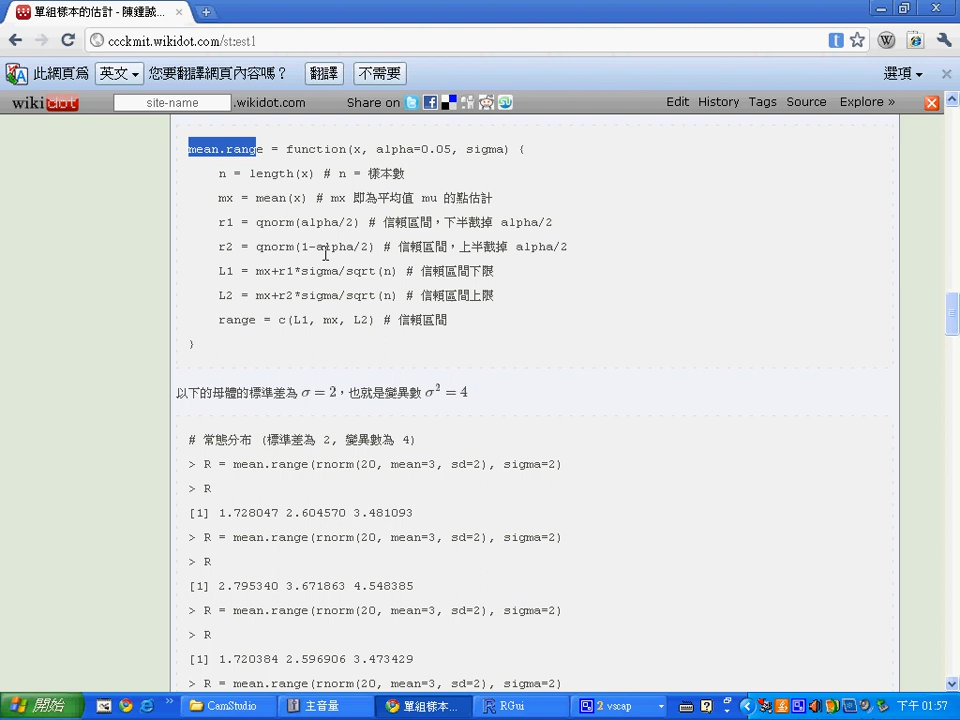 單組樣本的估計 - 陳鍾誠...
ccckmit.wikidot.com/st:est1
此網頁為 英文 您要翻譯網頁內容嗎？ 翻譯 不需要 選項
wikidot site-name .wikidot.com Share on Edit History Tags Source Explore »
mean.range = function(x, alpha=0.05, sigma) {
n = length(x) # n = 樣本數
mx = mean(x) # mx 即為平均值 mu 的點估計
r1 = qnorm(alpha/2) # 信賴區間，下半截掉 alpha/2
r2 = qnorm(1-alpha/2) # 信賴區間，上半截掉 alpha/2
L1 = mx+r1*sigma/sqrt(n) # 信賴區間下限
L2 = mx+r2*sigma/sqrt(n) # 信賴區間上限
range = c(L1, mx, L2) # 信賴區間
}
以下的母體的標準差為 σ = 2，也就是變異數 σ² = 4
# 常態分布 (標準差為 2, 變異數為 4)
> R = mean.range(rnorm(20, mean=3, sd=2), sigma=2)
> R
[1] 1.728047 2.604570 3.481093
> R = mean.range(rnorm(20, mean=3, sd=2), sigma=2)
> R
[1] 2.795340 3.671863 4.548385
> R = mean.range(rnorm(20, mean=3, sd=2), sigma=2)
> R
[1] 1.720384 2.596906 3.473429
> R = mean.range(rnorm(20, mean=3, sd=2), sigma=2)
開始 CamStudio 主音量 單組樣本... RGui 2 vscap 下午 01:57